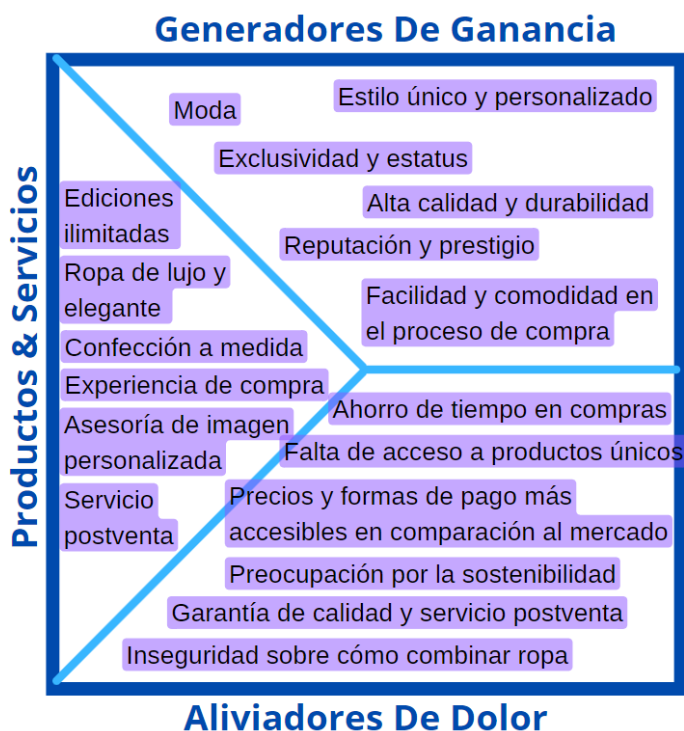 Generadores De Ganancia
Moda
Estilo único y personalizado
Exclusividad y estatus
Alta calidad y durabilidad
Reputación y prestigio
Facilidad y comodidad en
el proceso de compra
Productos & Servicios
Ediciones
ilimitadas
Ropa de lujo y
elegante
Confección a medida
Experiencia de compra
Asesoría de imagen
personalizada
Servicio
postventa
Ahorro de tiempo en compras
Falta de acceso a productos únicos
Precios y formas de pago más
accesibles en comparación al mercado
Preocupación por la sostenibilidad
Garantía de calidad y servicio postventa
Inseguridad sobre cómo combinar ropa
Aliviadores De Dolor